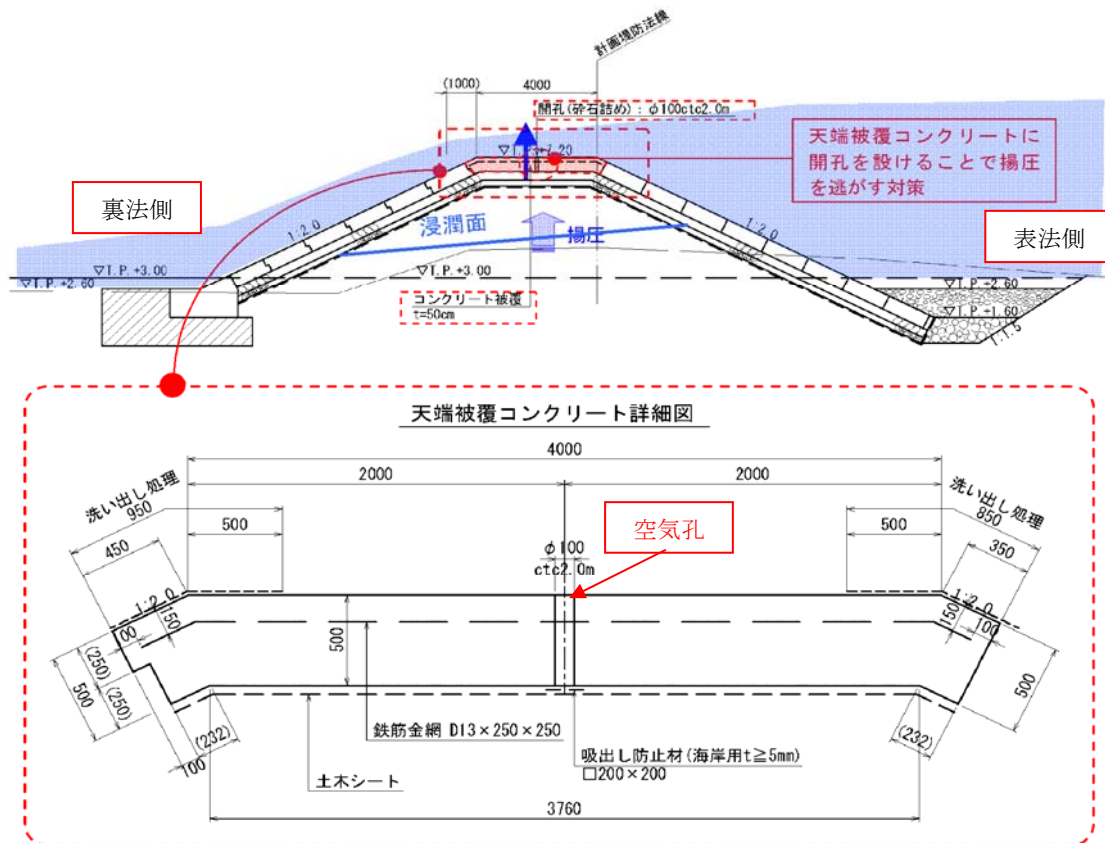 計画堤防法線
(1000)
4000
開孔(砕石詰め):φ100ctc2.0m
天端被覆コンクリートに
開孔を設けることで揚圧
を逃がす対策
裏法側
表法側
1:2.0
1:2.0
浸潤面
揚圧
▽T.P.+3.00
▽T.P.+2.60
▽T.P.+3.00
▽T.P.+2.60
▽T.P.+1.60
1:1.5
コンクリート被覆
t=50cm
天端被覆コンクリート詳細図
4000
2000
2000
洗い出し処理
950
500
450
洗い出し処理
850
500
350
空気孔
φ100
ctc2.0m
1:2.0
1:2.0
150
150
100
500
(250)
(250)
500
500
(232)
(232)
100
鉄筋金網 D13×250×250
吸出し防止材(海岸用t≧5mm)
□200×200
土木シート
3760